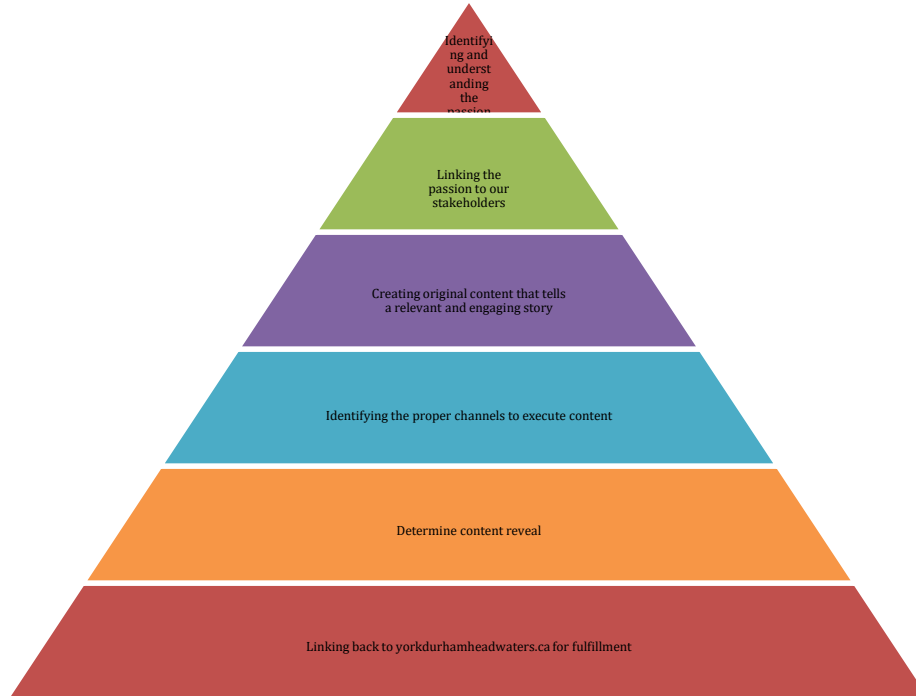 Identifyi
ng and
underst
anding
the
passion
Linking the
passion to our
stakeholders
Creating original content that tells
a relevant and engaging story
Identifying the proper channels to execute content
Determine content reveal
Linking back to yorkdurhamheadwaters.ca for fulfillment